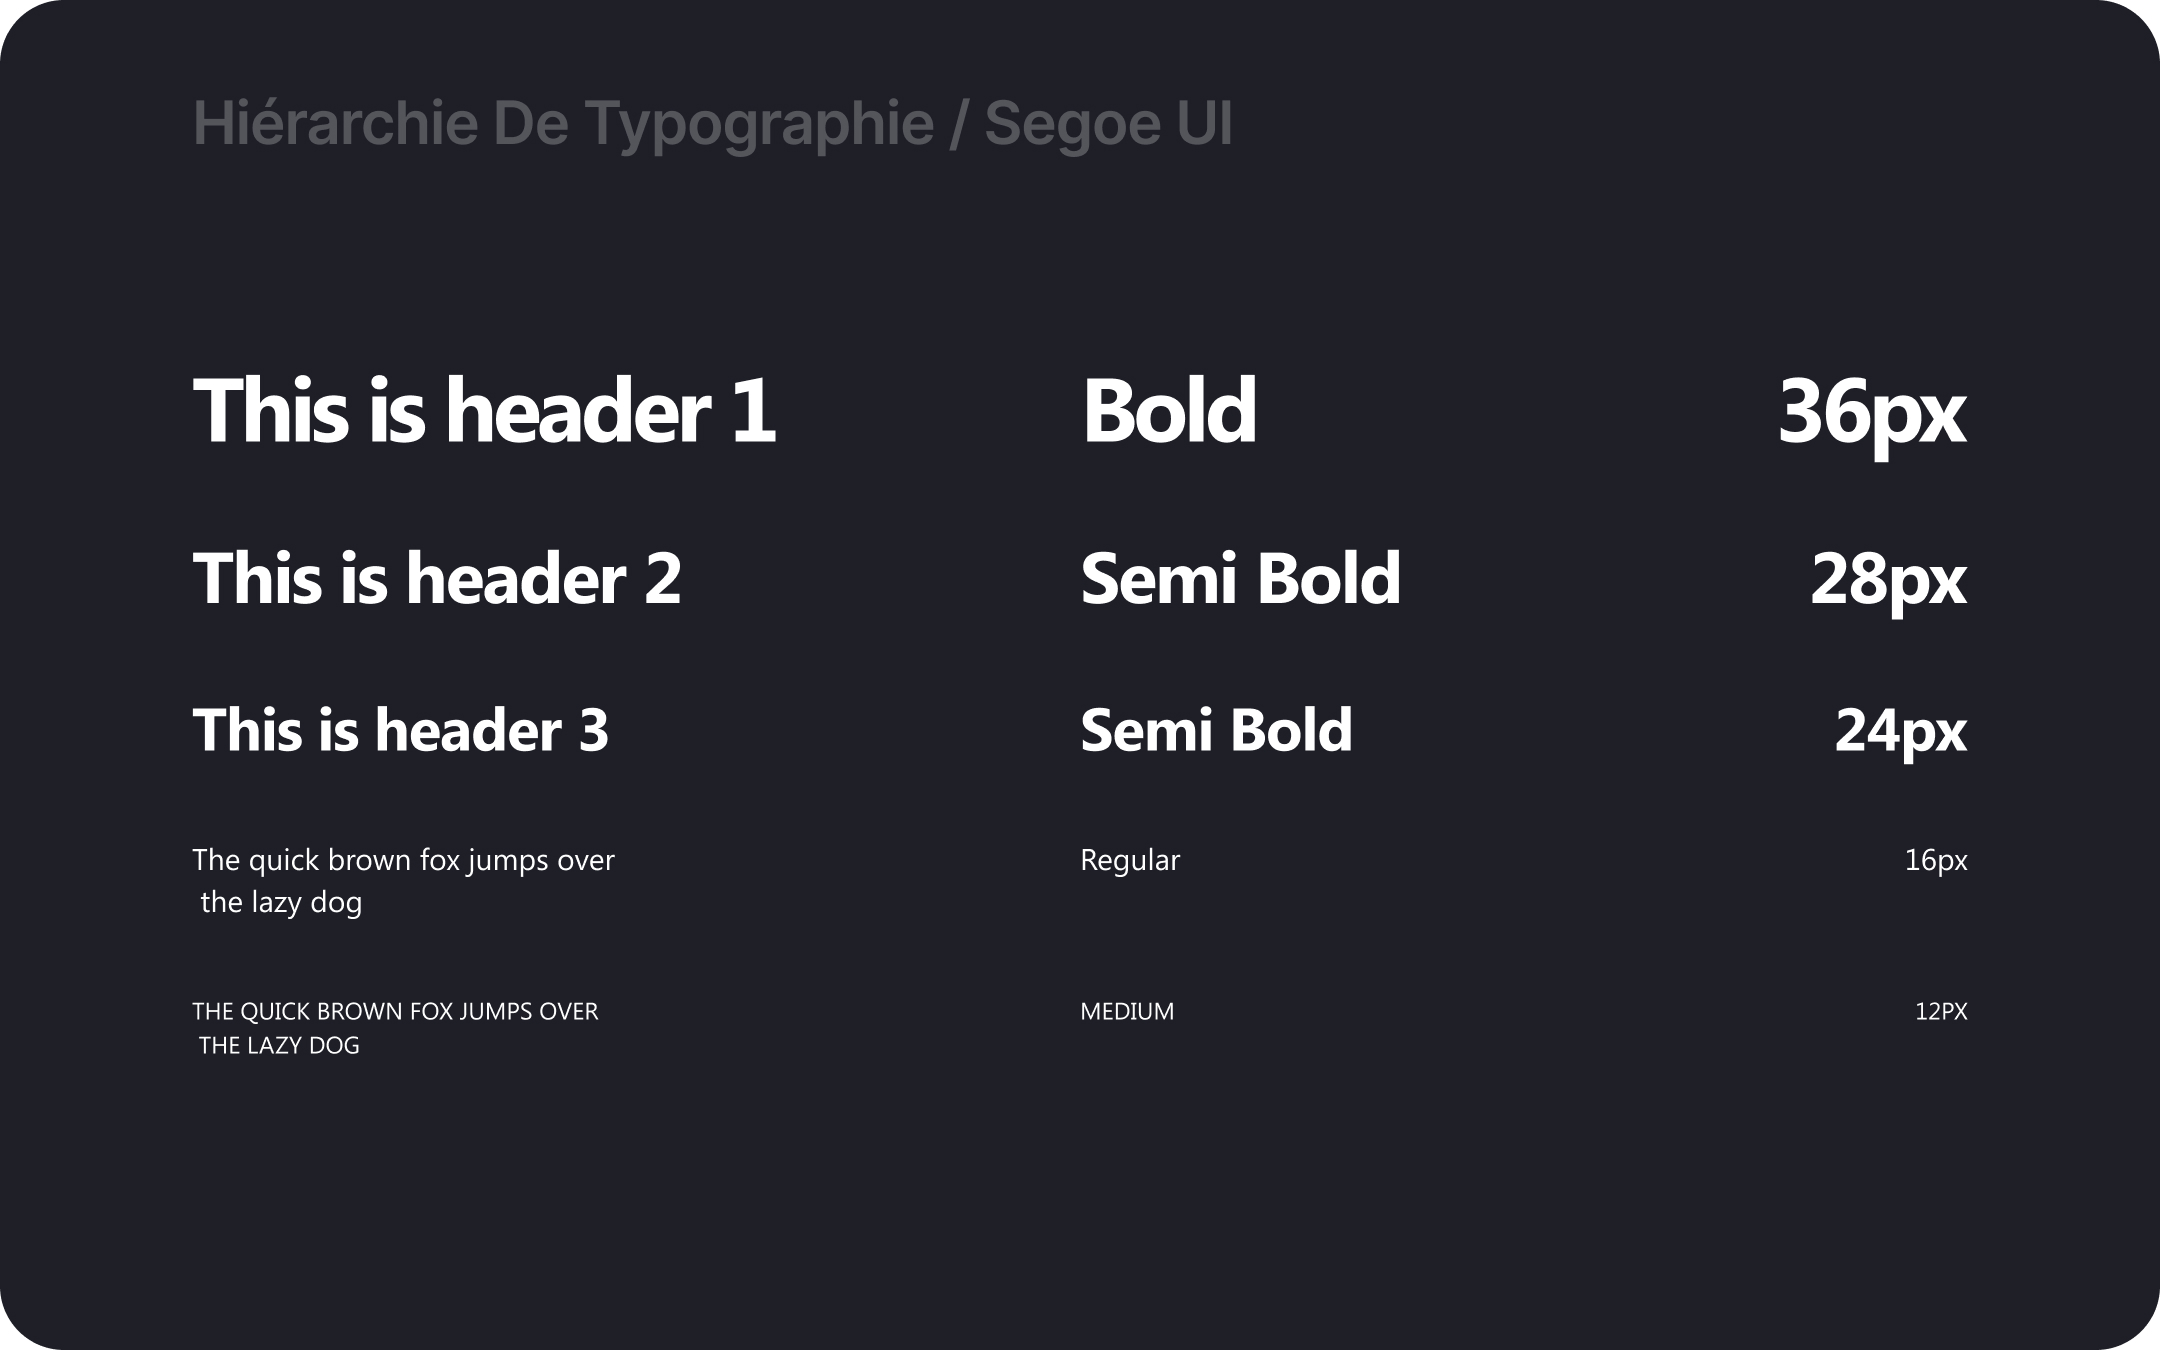 Hiérarchie De Typographie / Segoe UI
This is header 1 Bold 36px
This is header 2 Semi Bold 28px
This is header 3 Semi Bold 24px
The quick brown fox jumps over Regular 16px
the lazy dog
THE QUICK BROWN FOX JUMPS OVER MEDIUM 12PX
THE LAZY DOG